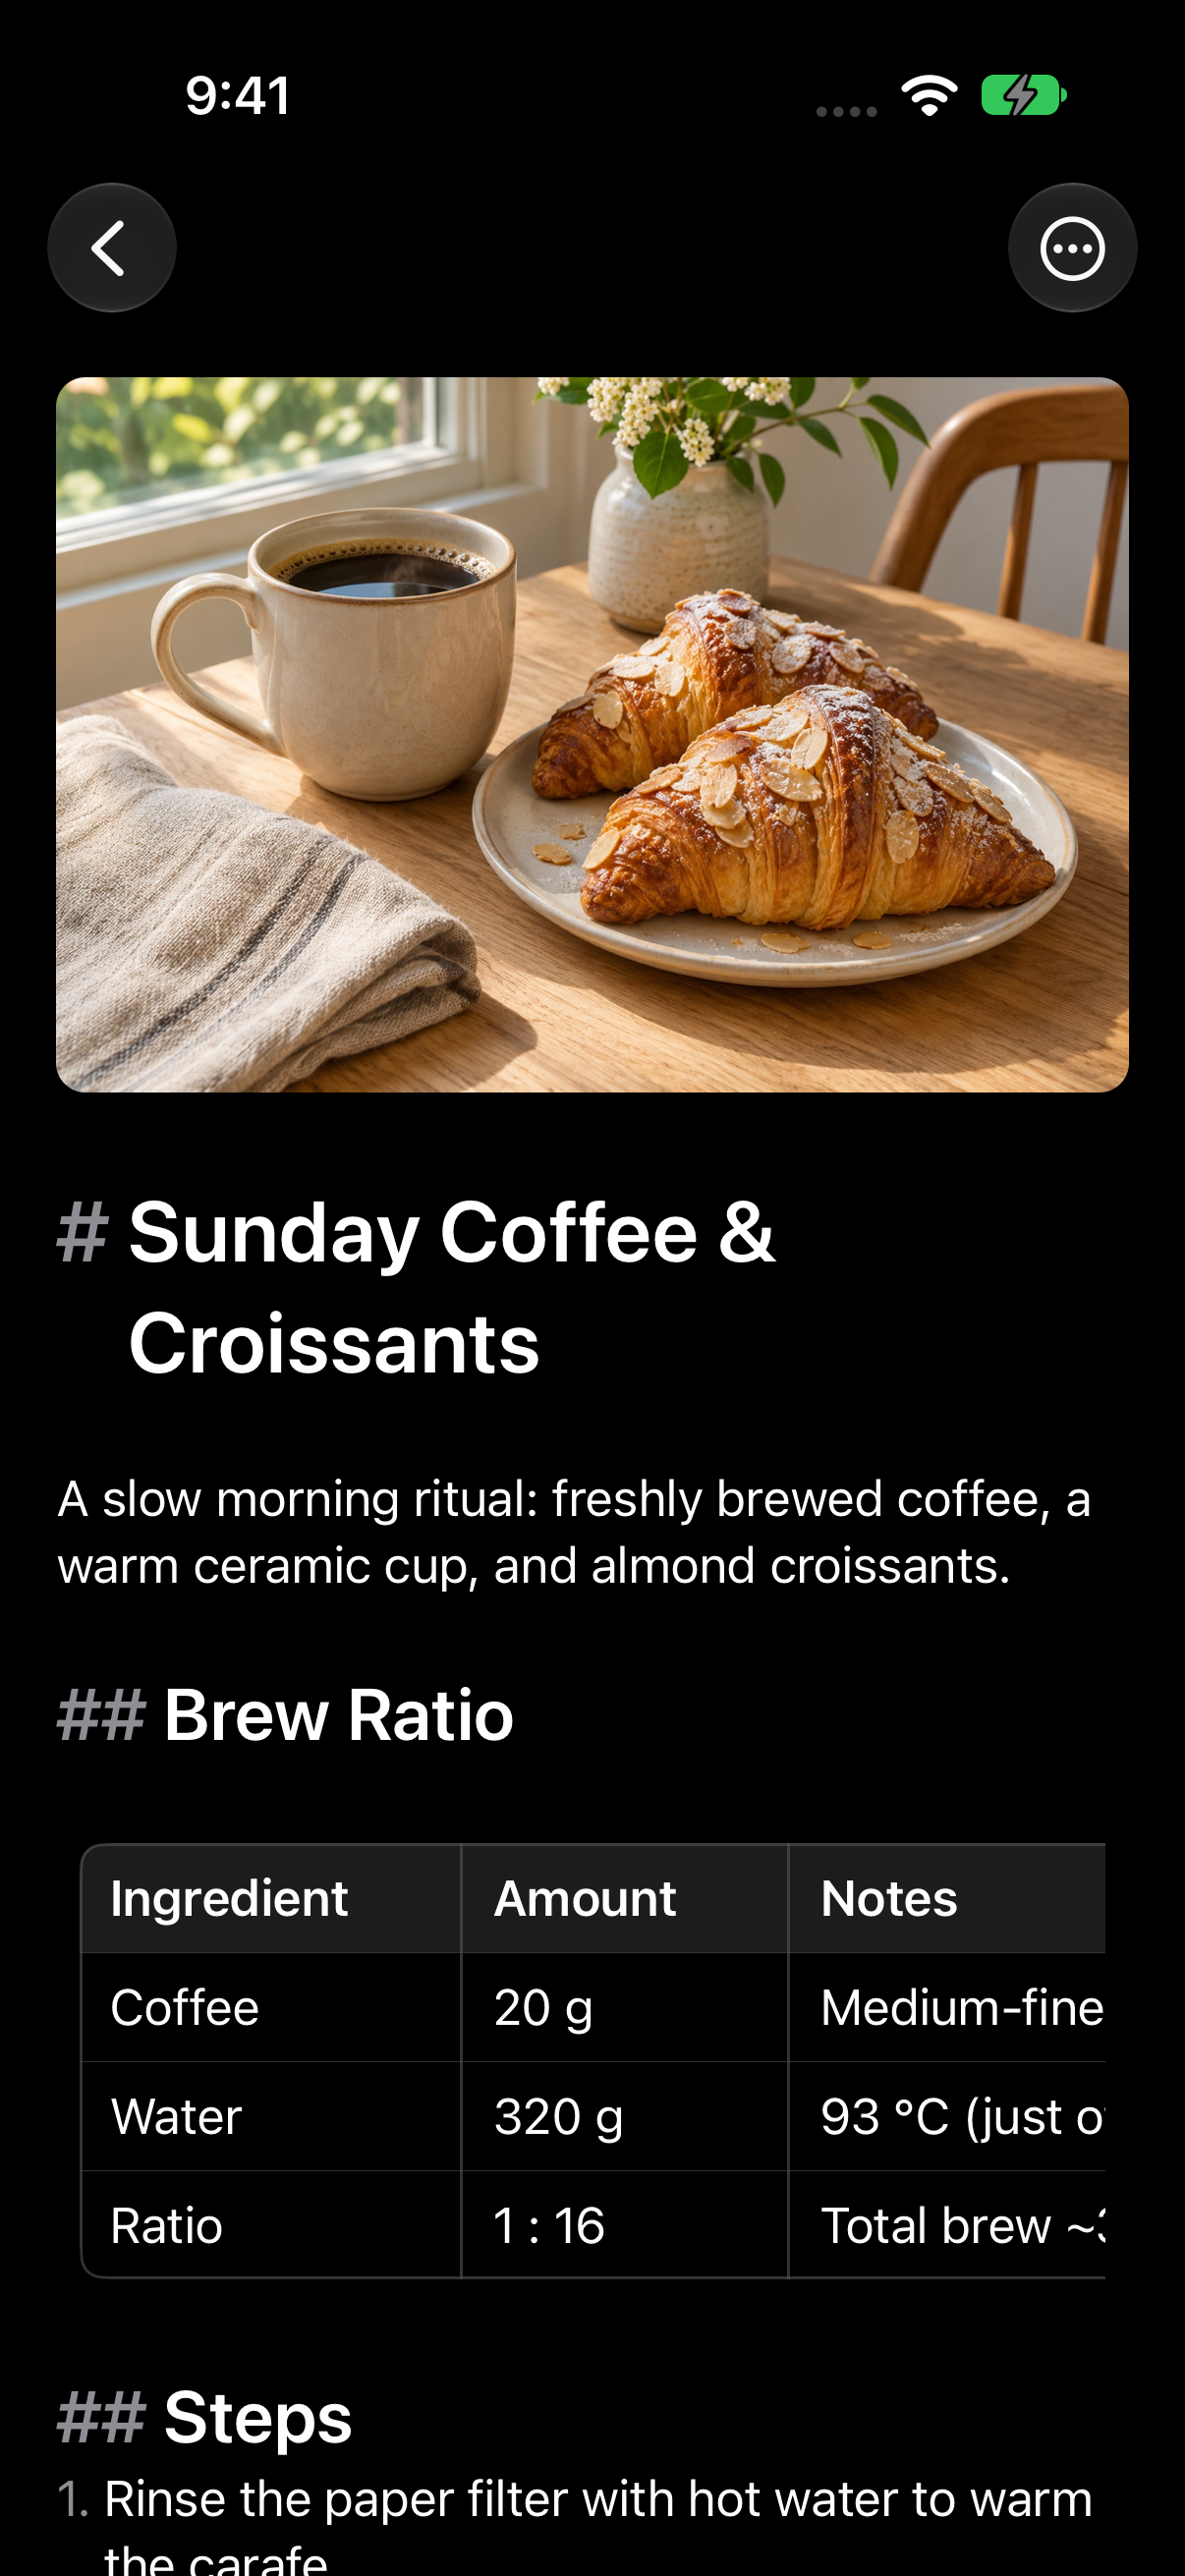 9:41
# Sunday Coffee &
Croissants
A slow morning ritual: freshly brewed coffee, a
warm ceramic cup, and almond croissants.
## Brew Ratio
Ingredient Amount Notes
Coffee 20 g Medium-fine
Water 320 g 93 °C (just
Ratio 1 : 16 Total brew
## Steps
1. Rinse the paper filter with hot water to warm
the carafe